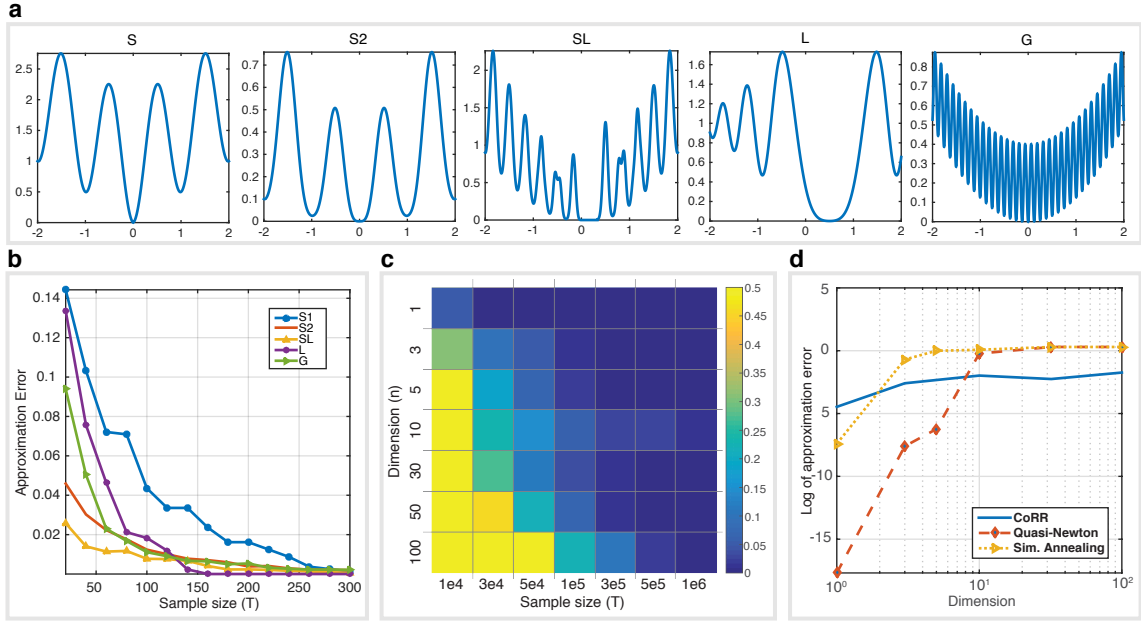 a
S S2 SL L G
2.5 2 1.5 1 0.5 0
-2 -1 0 1 2
0.7 0.6 0.5 0.4 0.3 0.2 0.1 0
-2 -1 0 1 2
2 1.5 1 0.5 0
-2 -1 0 1 2
1.6 1.4 1.2 1 0.8 0.6 0.4 0.2 0
-2 -1 0 1 2
0.8 0.7 0.6 0.5 0.4 0.3 0.2 0.1 0
-2 -1 0 1 2
b
0.14
0.12
0.1
0.08
0.06
0.04
0.02
Approximation Error
S1
S2
SL
L
G
50 100 150 200 250 300
Sample size (T)
c
Dimension (n)
1
3
5
10
30
50
100
1e4 3e4 5e4 1e5 3e5 5e5 1e6
Sample size (T)
0.5
0.45
0.4
0.35
0.3
0.25
0.2
0.15
0.1
0.05
0
d
Log of approximation error
5
0
-5
-10
-15
CoRR
Quasi-Newton
Sim. Annealing
10⁰ 10¹ 10²
Dimension